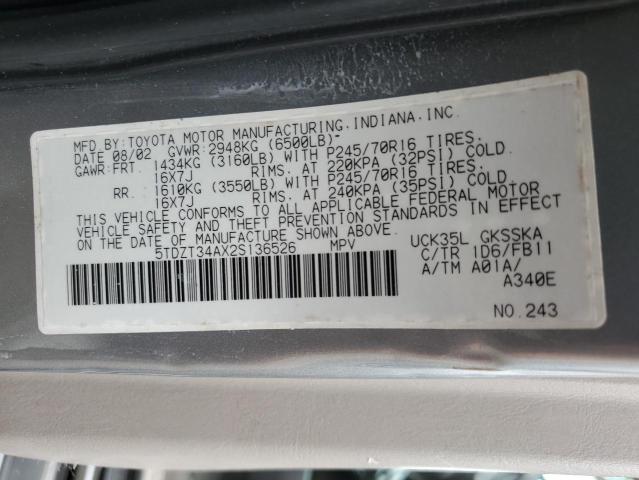 MFD.BY:TOYOTA MOTOR MANUFACTURING.INDIANA.INC.
DATE 08/02 GVWR:2948KG (6500LB):
GAWR:FRT. 1434KG (3160LB) WITH P245/70R16 TIRES.
16X7J RIMS. AT 220KPA (32PSI) COLD.
RR. 1610KG (3550LB) WITH P245/70R16 TIRES.
16X7J RIMS. AT 240KPA (35PSI) COLD
THIS VEHICLE CONFORMS TO ALL APPLICABLE FEDERAL MOTOR
VEHICLE SAFETY AND THEFT PREVENTION STANDARDS IN EFFECT
ON THE DATE OF MANUFACTURE SHOWN ABOVE.
5TDZT34AX2S136526 MPV
UCK35L GKSSKA
C/TR 1D6/FB11
A/TM A01A/
A340E
NO.243